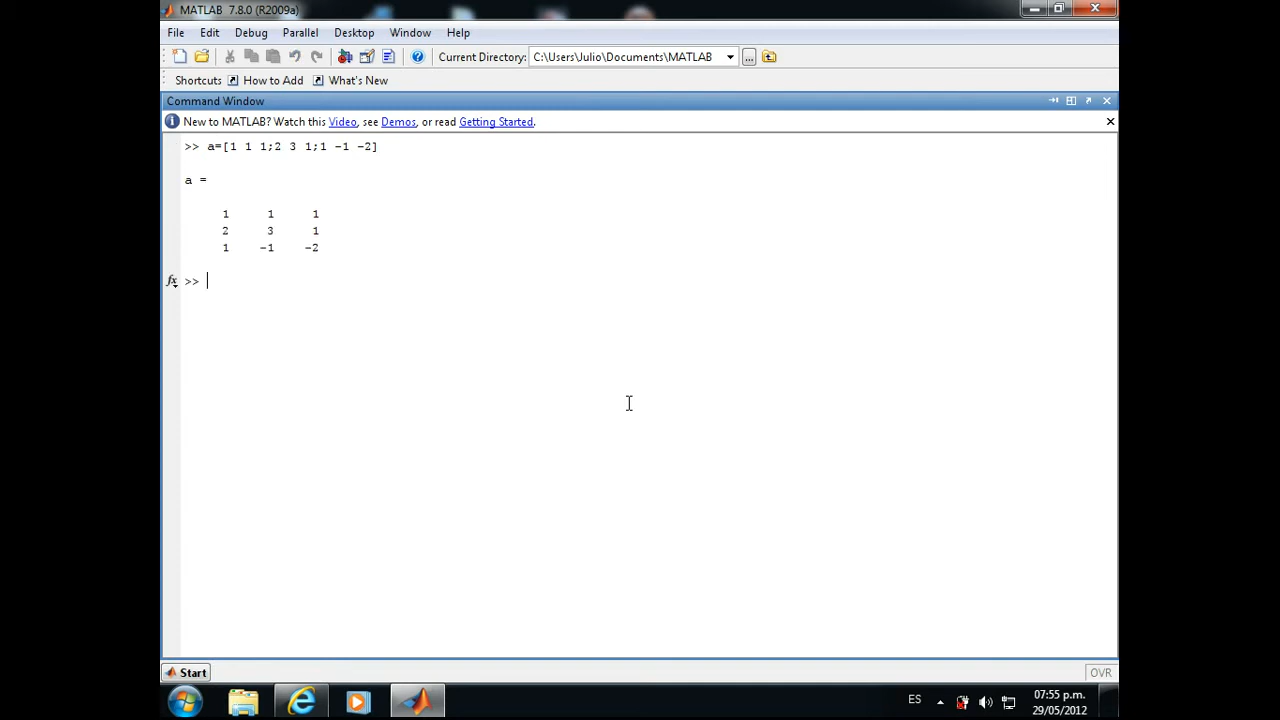 MATLAB 7.8.0 (R2009a)
File Edit Debug Parallel Desktop Window Help
Current Directory: C:\Users\Julio\Documents\MATLAB ...
Shortcuts How to Add What's New
Command Window
New to MATLAB? Watch this Video, see Demos, or read Getting Started.
>> a=[1 1 1;2 3 1;1 -1 -2]
a =
1 1 1
2 3 1
1 -1 -2
fx >>
Start OVR
ES 07:55 p.m.
29/05/2012